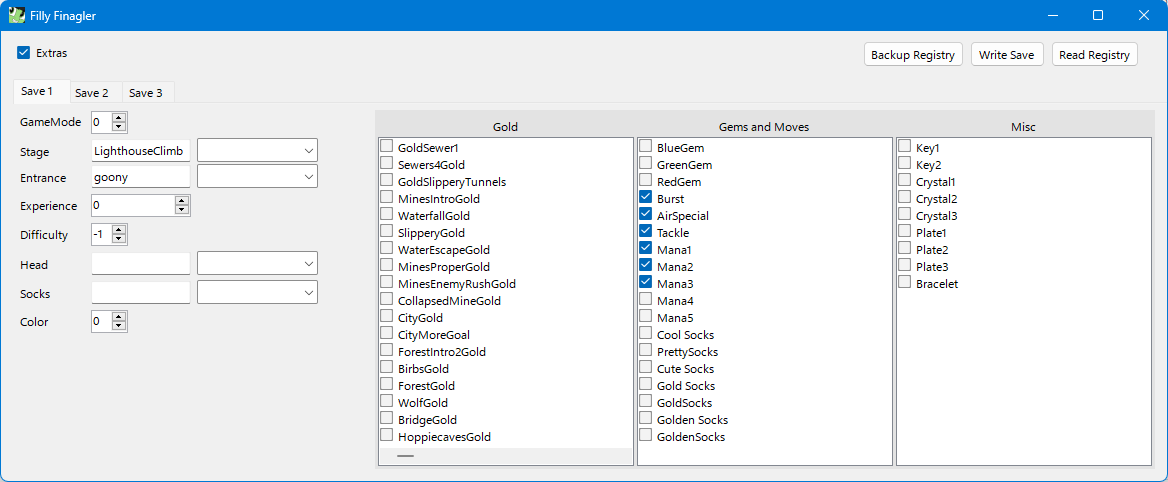 Filly Finagler
Extras
Backup Registry
Write Save
Read Registry
Save 1
Save 2
Save 3
GameMode
0
Stage
LighthouseClimb
Entrance
goony
Experience
0
Difficulty
-1
Head
Socks
Color
0
Gold
GoldSewer1
Sewers4Gold
GoldSlipperyTunnels
MinesIntroGold
WaterfallGold
SlipperyGold
WaterEscapeGold
MinesProperGold
MinesEnemyRushGold
CollapsedMineGold
CityGold
CityMoreGoal
ForestIntro2Gold
BirbsGold
ForestGold
WolfGold
BridgeGold
HoppiecavesGold
Gems and Moves
BlueGem
GreenGem
RedGem
Burst
AirSpecial
Tackle
Mana1
Mana2
Mana3
Mana4
Mana5
Cool Socks
PrettySocks
Cute Socks
Gold Socks
GoldSocks
Golden Socks
GoldenSocks
Misc
Key1
Key2
Crystal1
Crystal2
Crystal3
Plate1
Plate2
Plate3
Bracelet